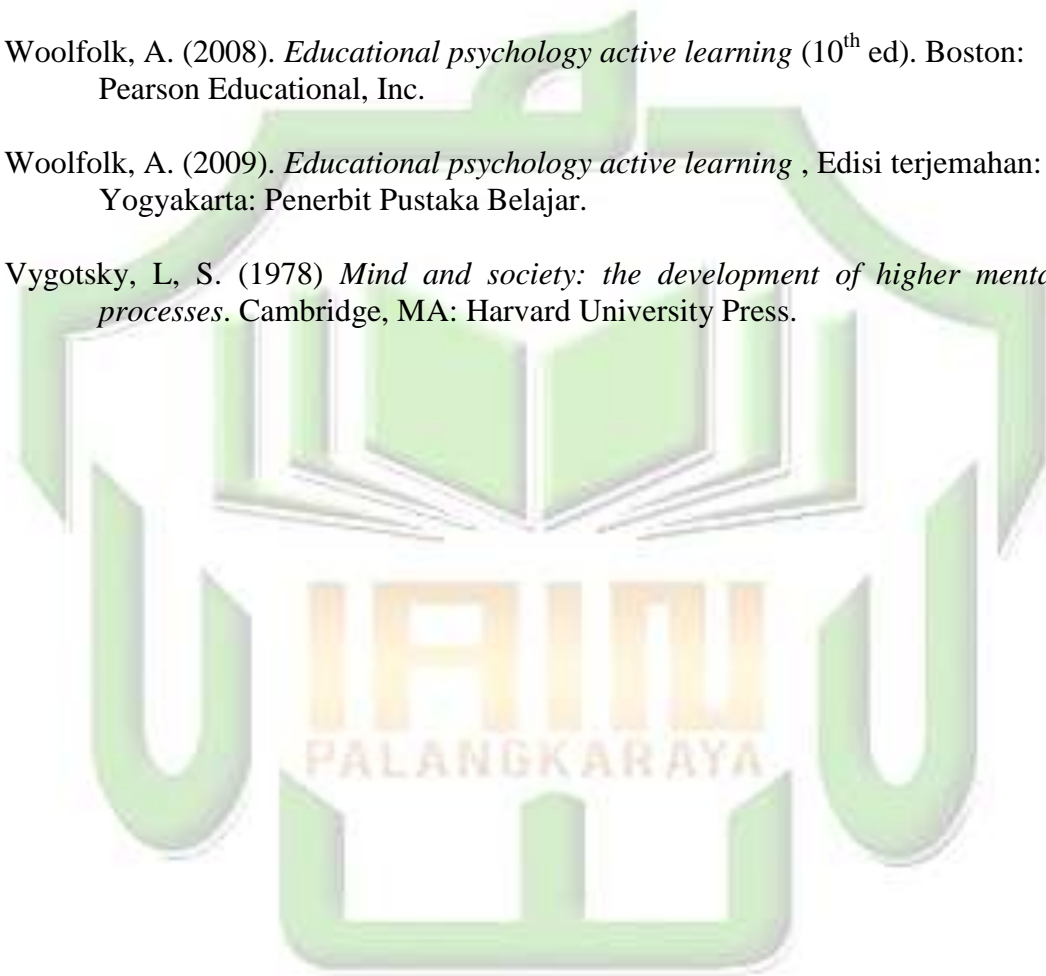 Woolfolk, A. (2008). Educational psychology active learning (10th ed). Boston:
Pearson Educational, Inc.
Woolfolk, A. (2009). Educational psychology active learning , Edisi terjemahan:
Yogyakarta: Penerbit Pustaka Belajar.
Vygotsky, L, S. (1978) Mind and society: the development of higher menta
processes. Cambridge, MA: Harvard University Press.
IAIN
PALANGKARAYA